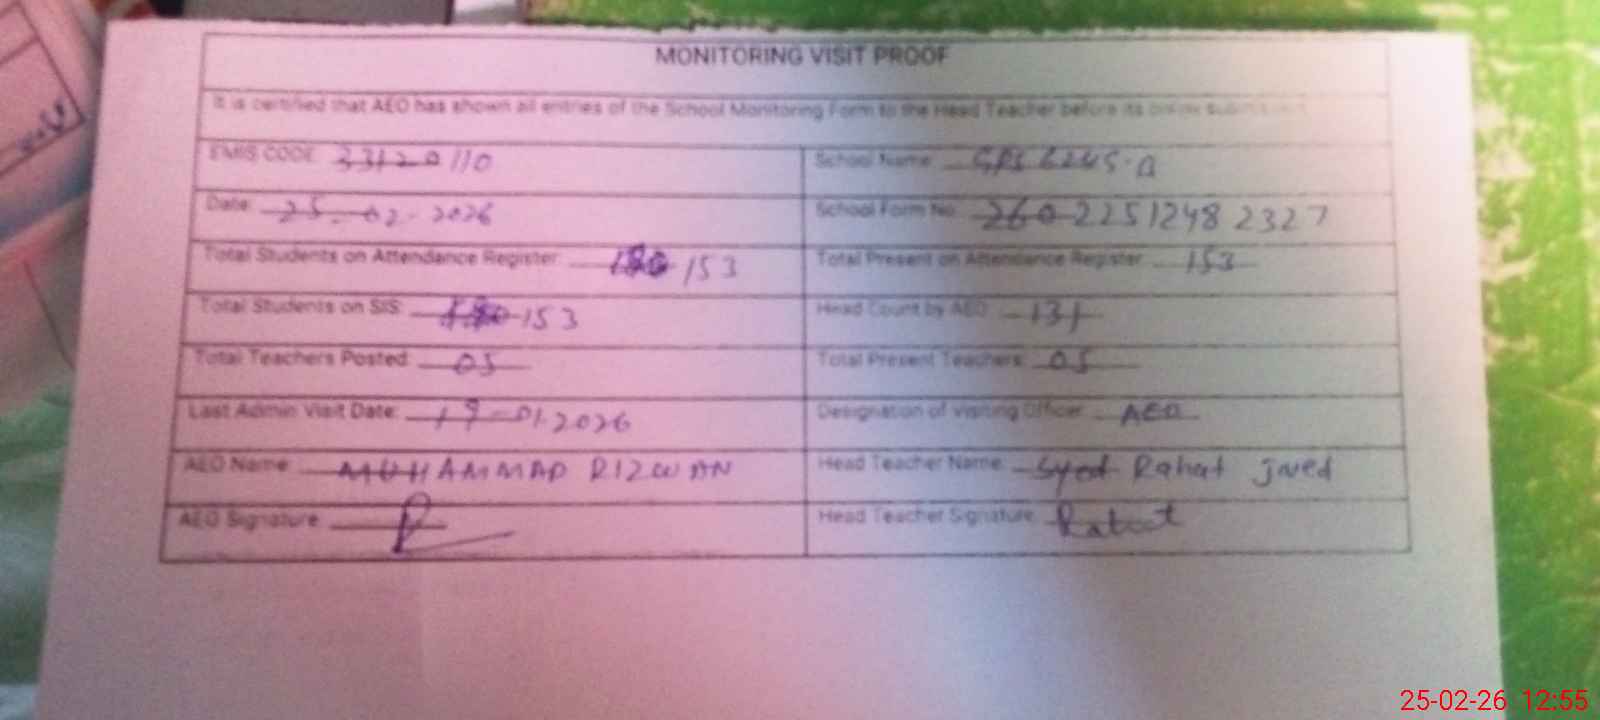 MONITORING VISIT PROOF
It is certified that AEO has shown all entries of the School Monitoring Form to the Head Teacher before its
EMIS CODE: 33120110
School Name: GPS
Date: 25-02-2026
School Form No: 2602251248 2327
Total Students on Attendance Register: 153
Total Present on Attendance Register: 153
Total Students on SIS: 153
Head Count by AEO: 131
Total Teachers Posted: 05
Total Present Teachers: 05
Last Admin Visit Date: 19-01-2026
Designation of Visiting Officer: AEO
AEO Name: MUHAMMAD RIZWAN
Head Teacher Name: Syed Rahat Javed
AEO Signature:
Head Teacher Signature: Rahat
25-02-26 12:55